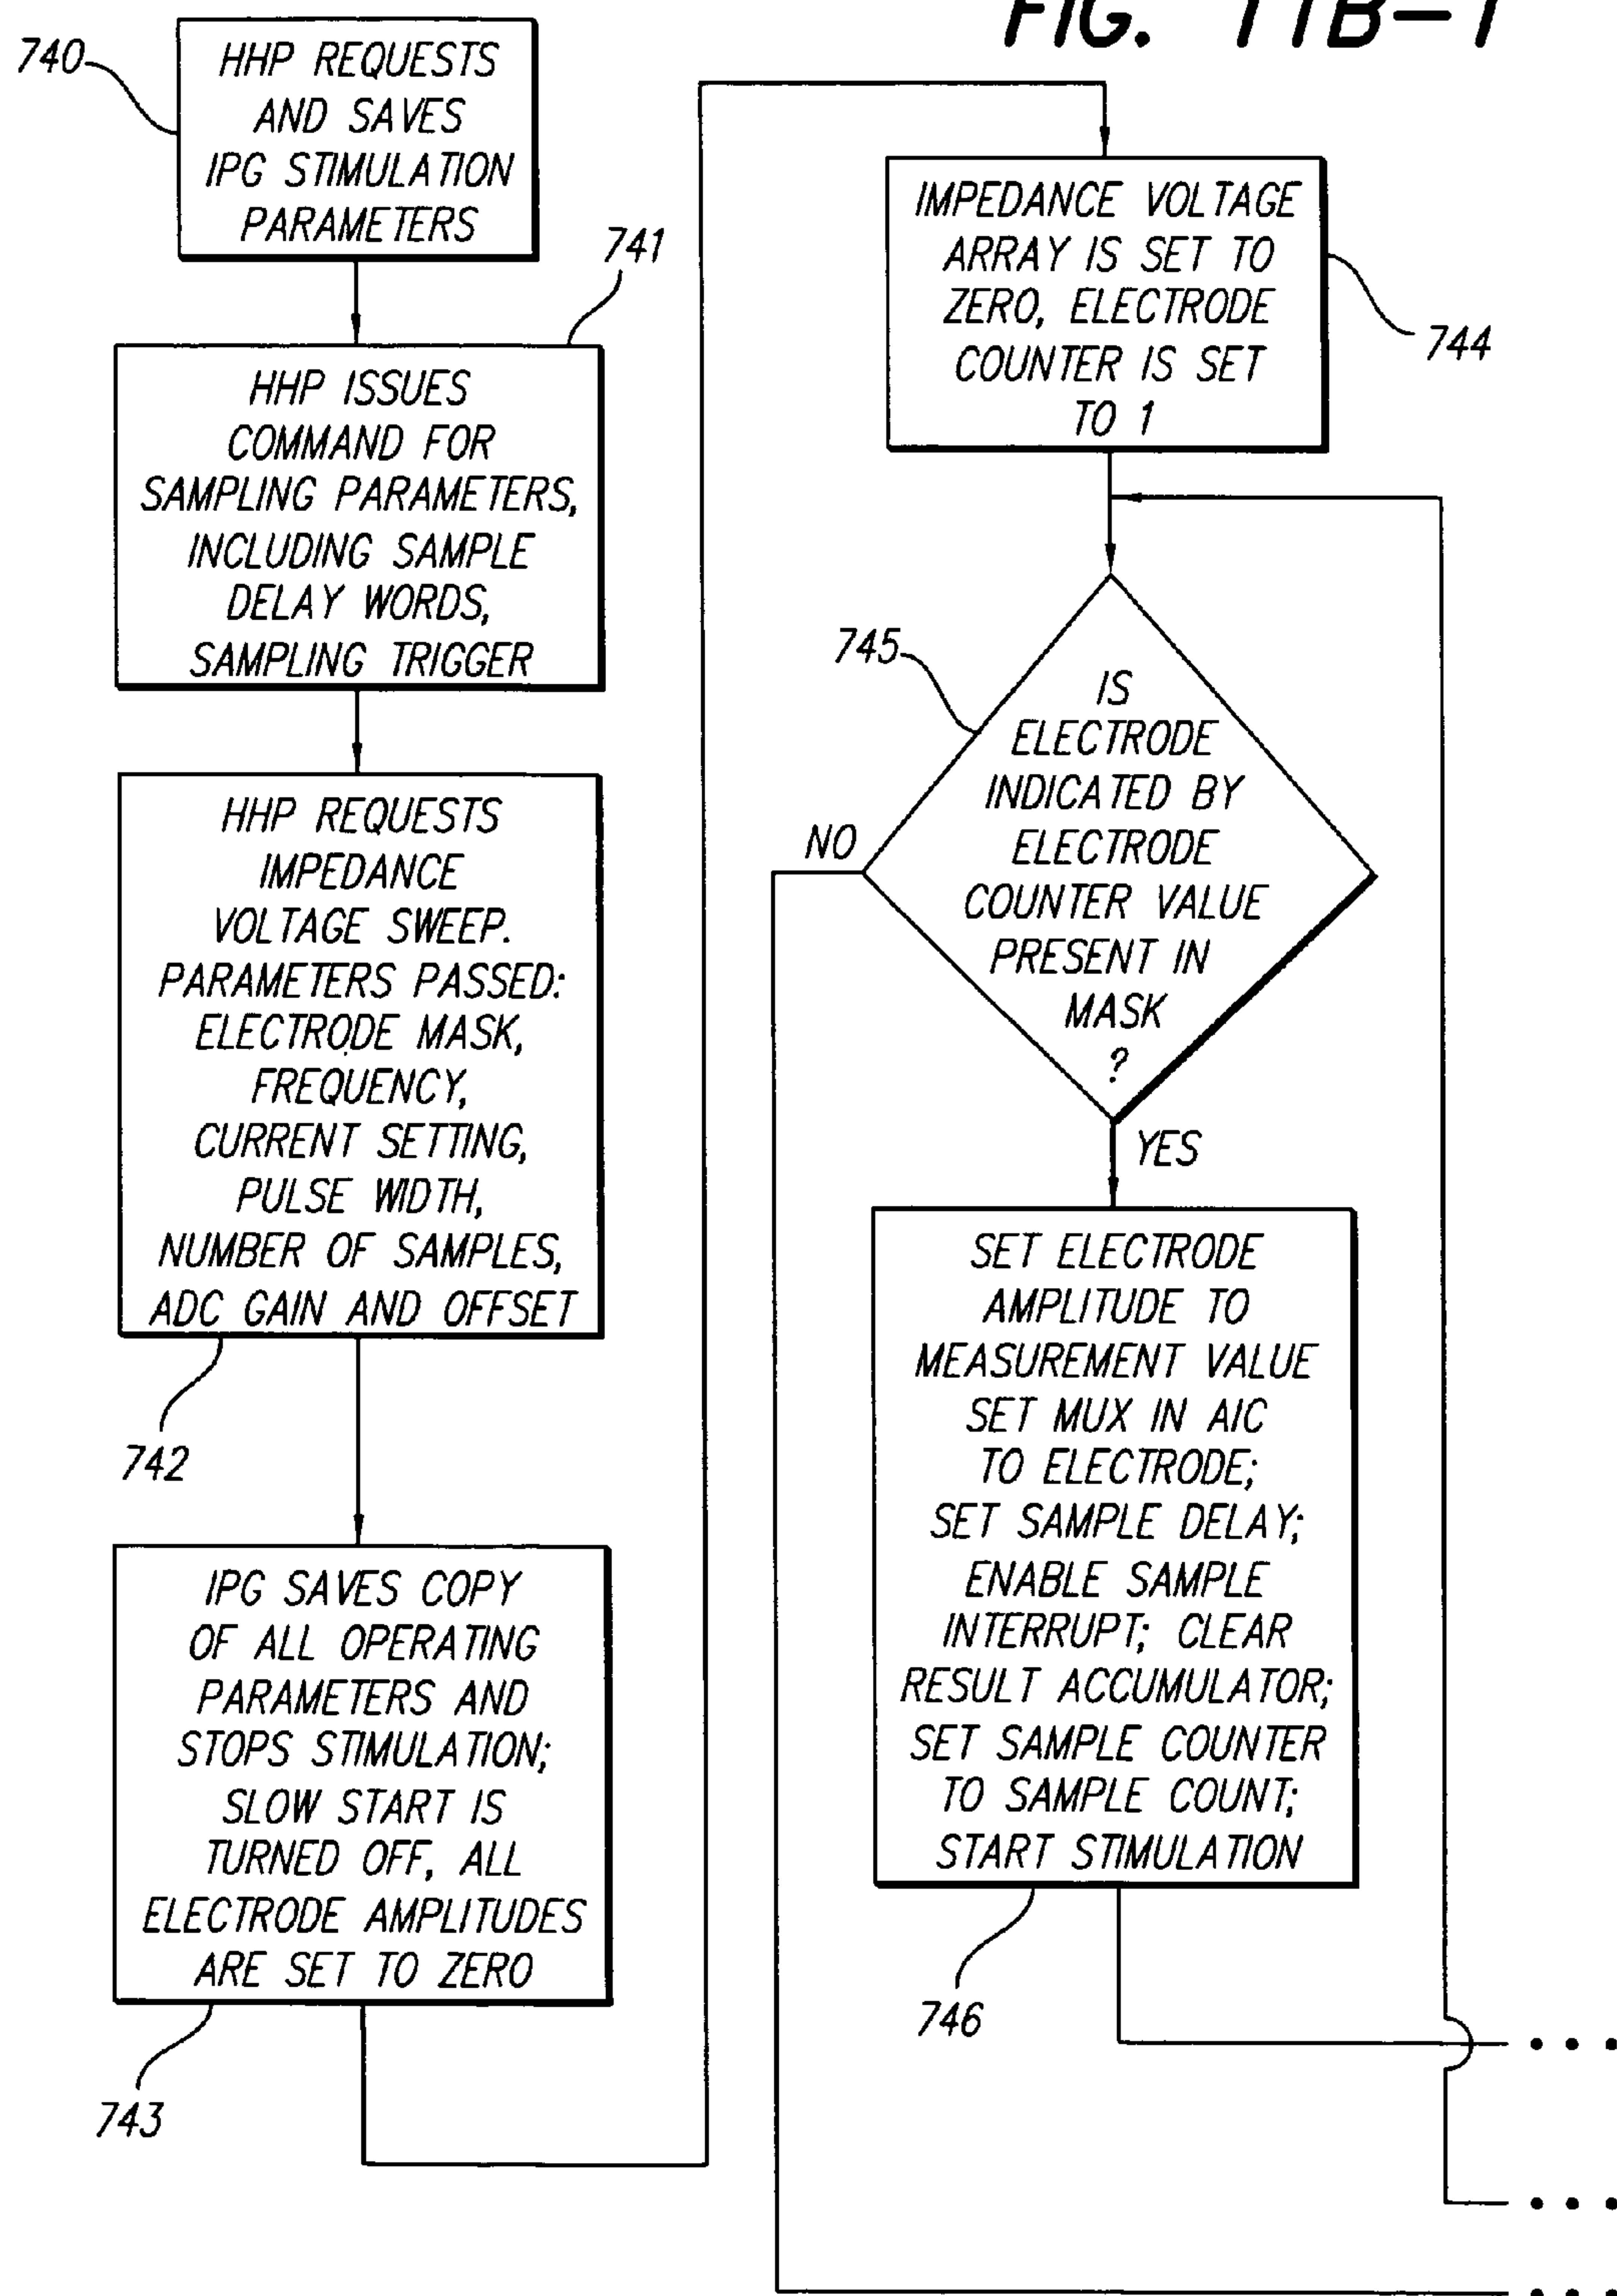 FIG. 11B-1
740
HHP REQUESTS
AND SAVES
IPG STIMULATION
PARAMETERS
741
HHP ISSUES
COMMAND FOR
SAMPLING PARAMETERS,
INCLUDING SAMPLE
DELAY WORDS,
SAMPLING TRIGGER
HHP REQUESTS
IMPEDANCE
VOLTAGE SWEEP.
PARAMETERS PASSED:
ELECTRODE MASK,
FREQUENCY,
CURRENT SETTING,
PULSE WIDTH,
NUMBER OF SAMPLES,
ADC GAIN AND OFFSET
742
IPG SAVES COPY
OF ALL OPERATING
PARAMETERS AND
STOPS STIMULATION;
SLOW START IS
TURNED OFF, ALL
ELECTRODE AMPLITUDES
ARE SET TO ZERO
743
IMPEDANCE VOLTAGE
ARRAY IS SET TO
ZERO, ELECTRODE
COUNTER IS SET
TO 1
744
745
IS
ELECTRODE
INDICATED BY
ELECTRODE
COUNTER VALUE
PRESENT IN
MASK
?
NO
YES
SET ELECTRODE
AMPLITUDE TO
MEASUREMENT VALUE
SET MUX IN AIC
TO ELECTRODE;
SET SAMPLE DELAY;
ENABLE SAMPLE
INTERRUPT; CLEAR
RESULT ACCUMULATOR;
SET SAMPLE COUNTER
TO SAMPLE COUNT;
START STIMULATION
746